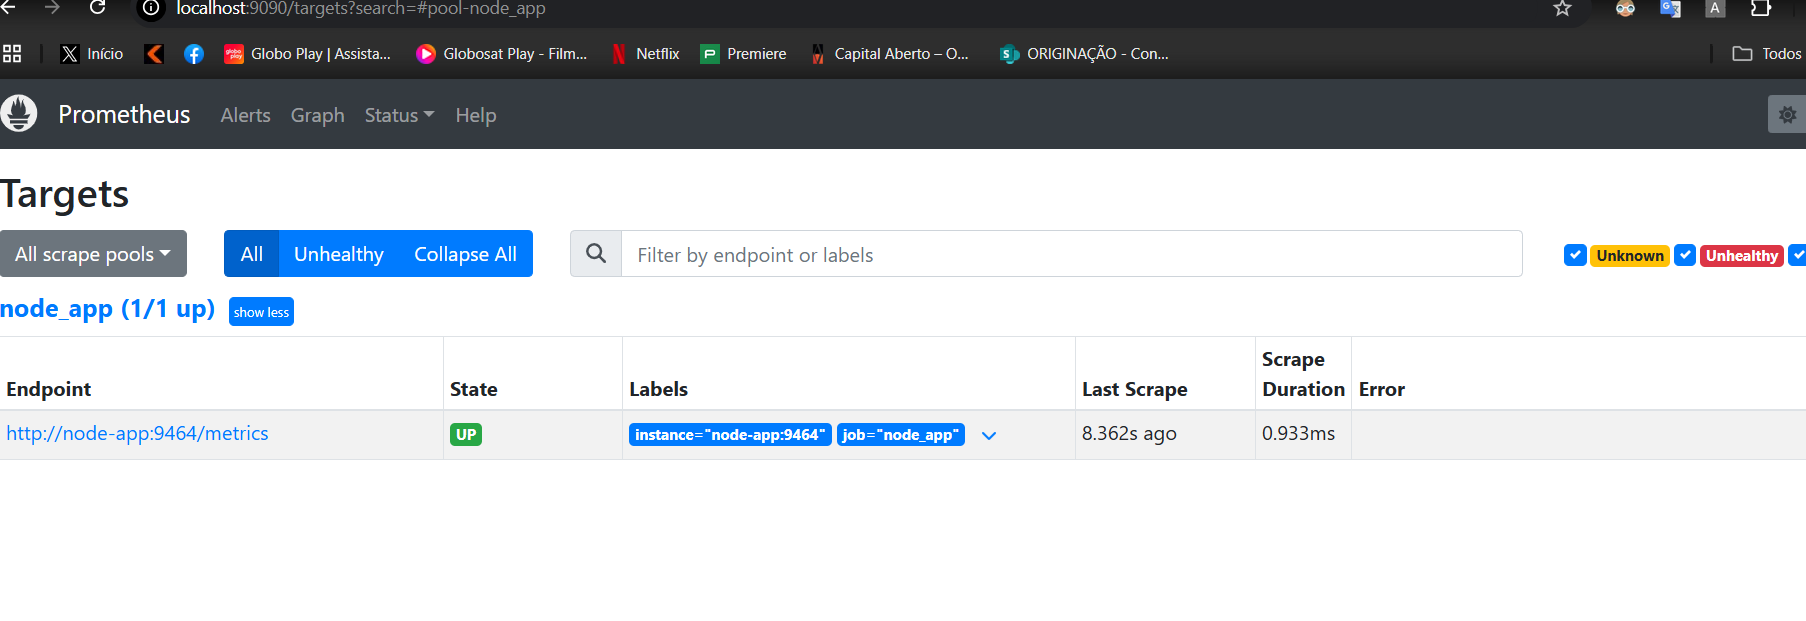 localhost:9090/targets?search=#pool-node_app
Início Globo Play | Assista... Globosat Play - Film... Netflix Premiere Capital Aberto – O... ORIGINAÇÃO - Con... Todos
Prometheus Alerts Graph Status Help
Targets
All scrape pools All Unhealthy Collapse All Filter by endpoint or labels Unknown Unhealthy
node_app (1/1 up) show less
Endpoint State Labels Last Scrape Scrape Duration Error
http://node-app:9464/metrics UP instance="node-app:9464" job="node_app" 8.362s ago 0.933ms